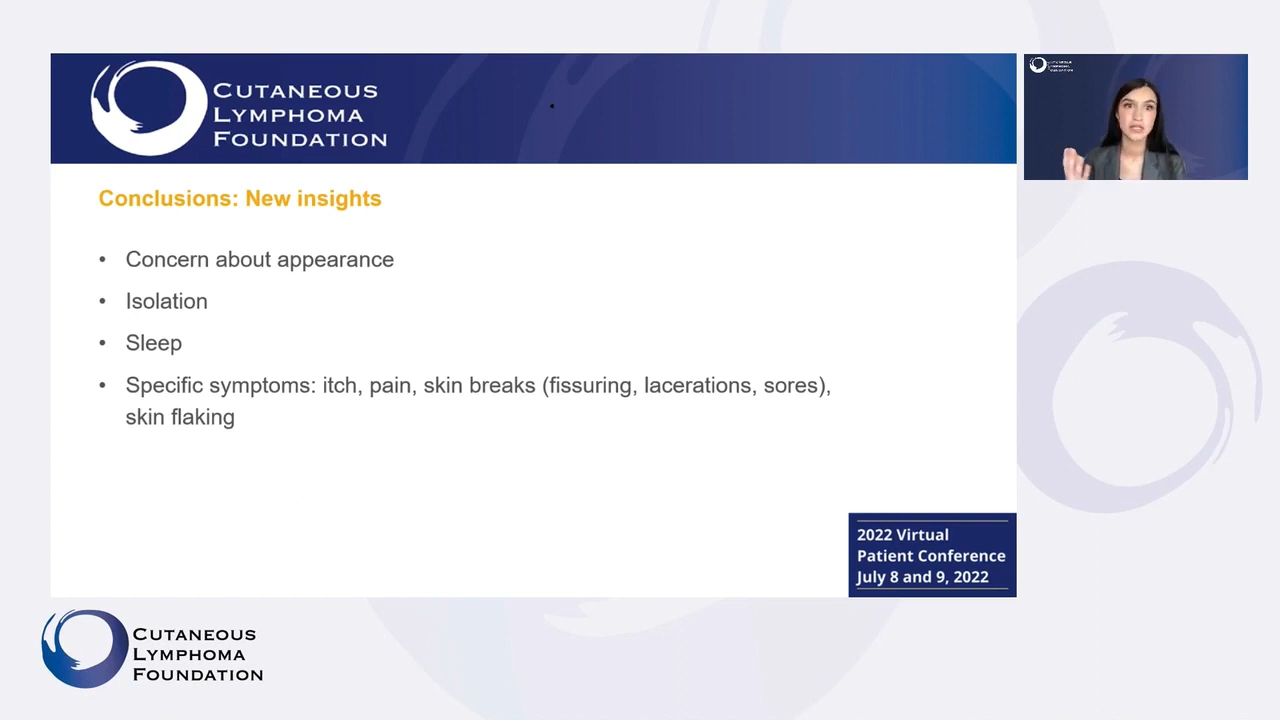 CUTANEOUS
LYMPHOMA
FOUNDATION
Conclusions: New insights
• Concern about appearance
• Isolation
• Sleep
• Specific symptoms: itch, pain, skin breaks (fissuring, lacerations, sores),
skin flaking
2022 Virtual
Patient Conference
July 8 and 9, 2022
CUTANEOUS
LYMPHOMA
FOUNDATION